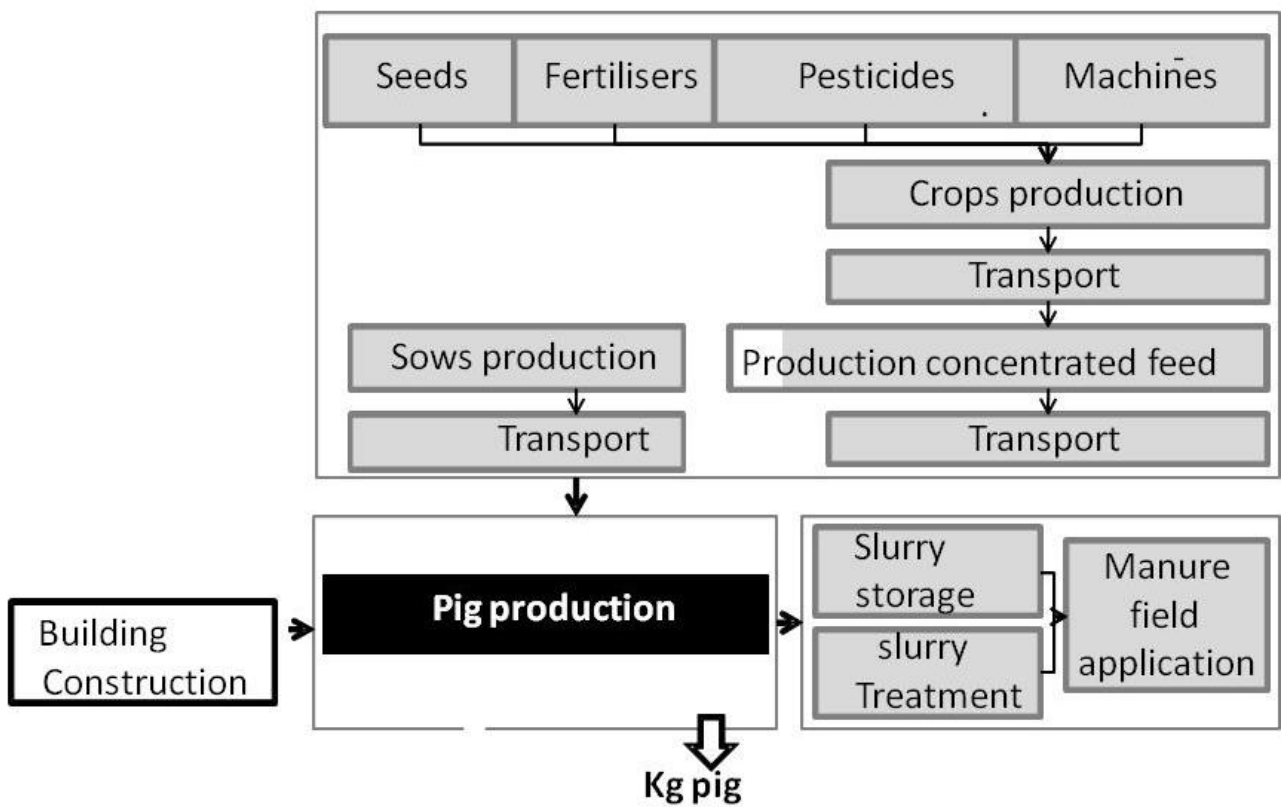 Seeds
Fertilisers
Pesticides
Machines
Crops production
Transport
Sows production
Production concentrated feed
Transport
Transport
Building
Construction
Pig production
Slurry
storage
slurry
Treatment
Manure
field
application
Kg pig